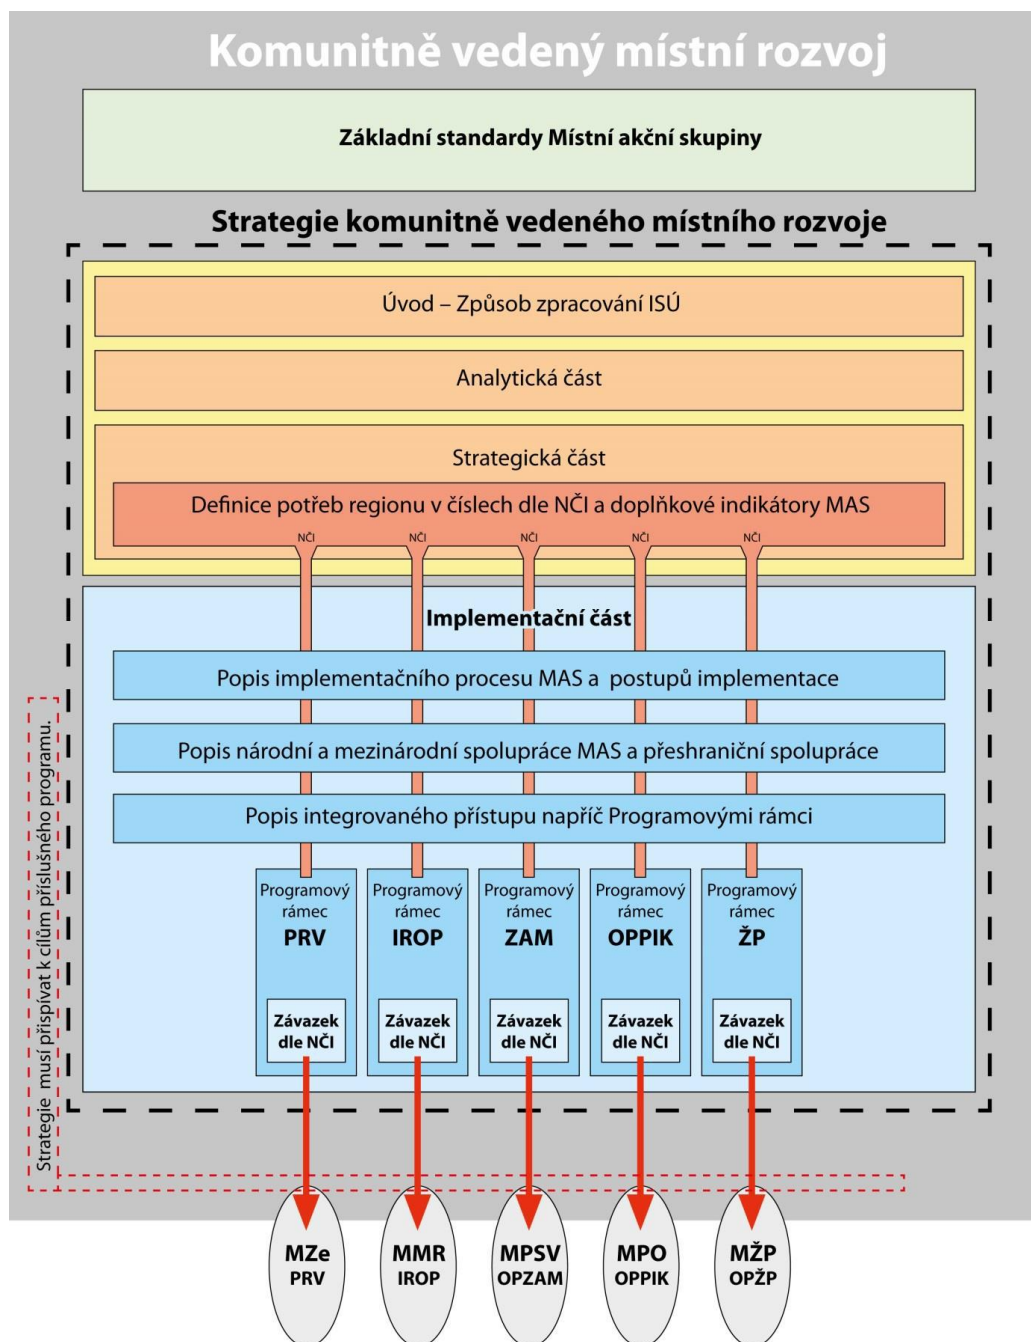 Komunitně vedený místní rozvoj
Základní standardy Místní akční skupiny
Strategie komunitně vedeného místního rozvoje
Úvod – Způsob zpracování ISÚ
Analytická část
Strategická část
Definice potřeb regionu v číslech dle NČI a doplňkové indikátory MAS
NČI NČI NČI NČI NČI
Implementační část
Popis implementačního procesu MAS a postupů implementace
Popis národní a mezinárodní spolupráce MAS a přeshraniční spolupráce
Popis integrovaného přístupu napříč Programovými rámci
Strategie musí přispívat k cílům příslušného programu.
Programový
rámec
PRV
Závazek
dle NČI
Programový
rámec
IROP
Závazek
dle NČI
Programový
rámec
ZAM
Závazek
dle NČI
Programový
rámec
OPPIK
Závazek
dle NČI
Programový
rámec
ŽP
Závazek
dle NČI
MZe
PRV
MMR
IROP
MPSV
OPZAM
MPO
OPPIK
MŽP
OPŽP